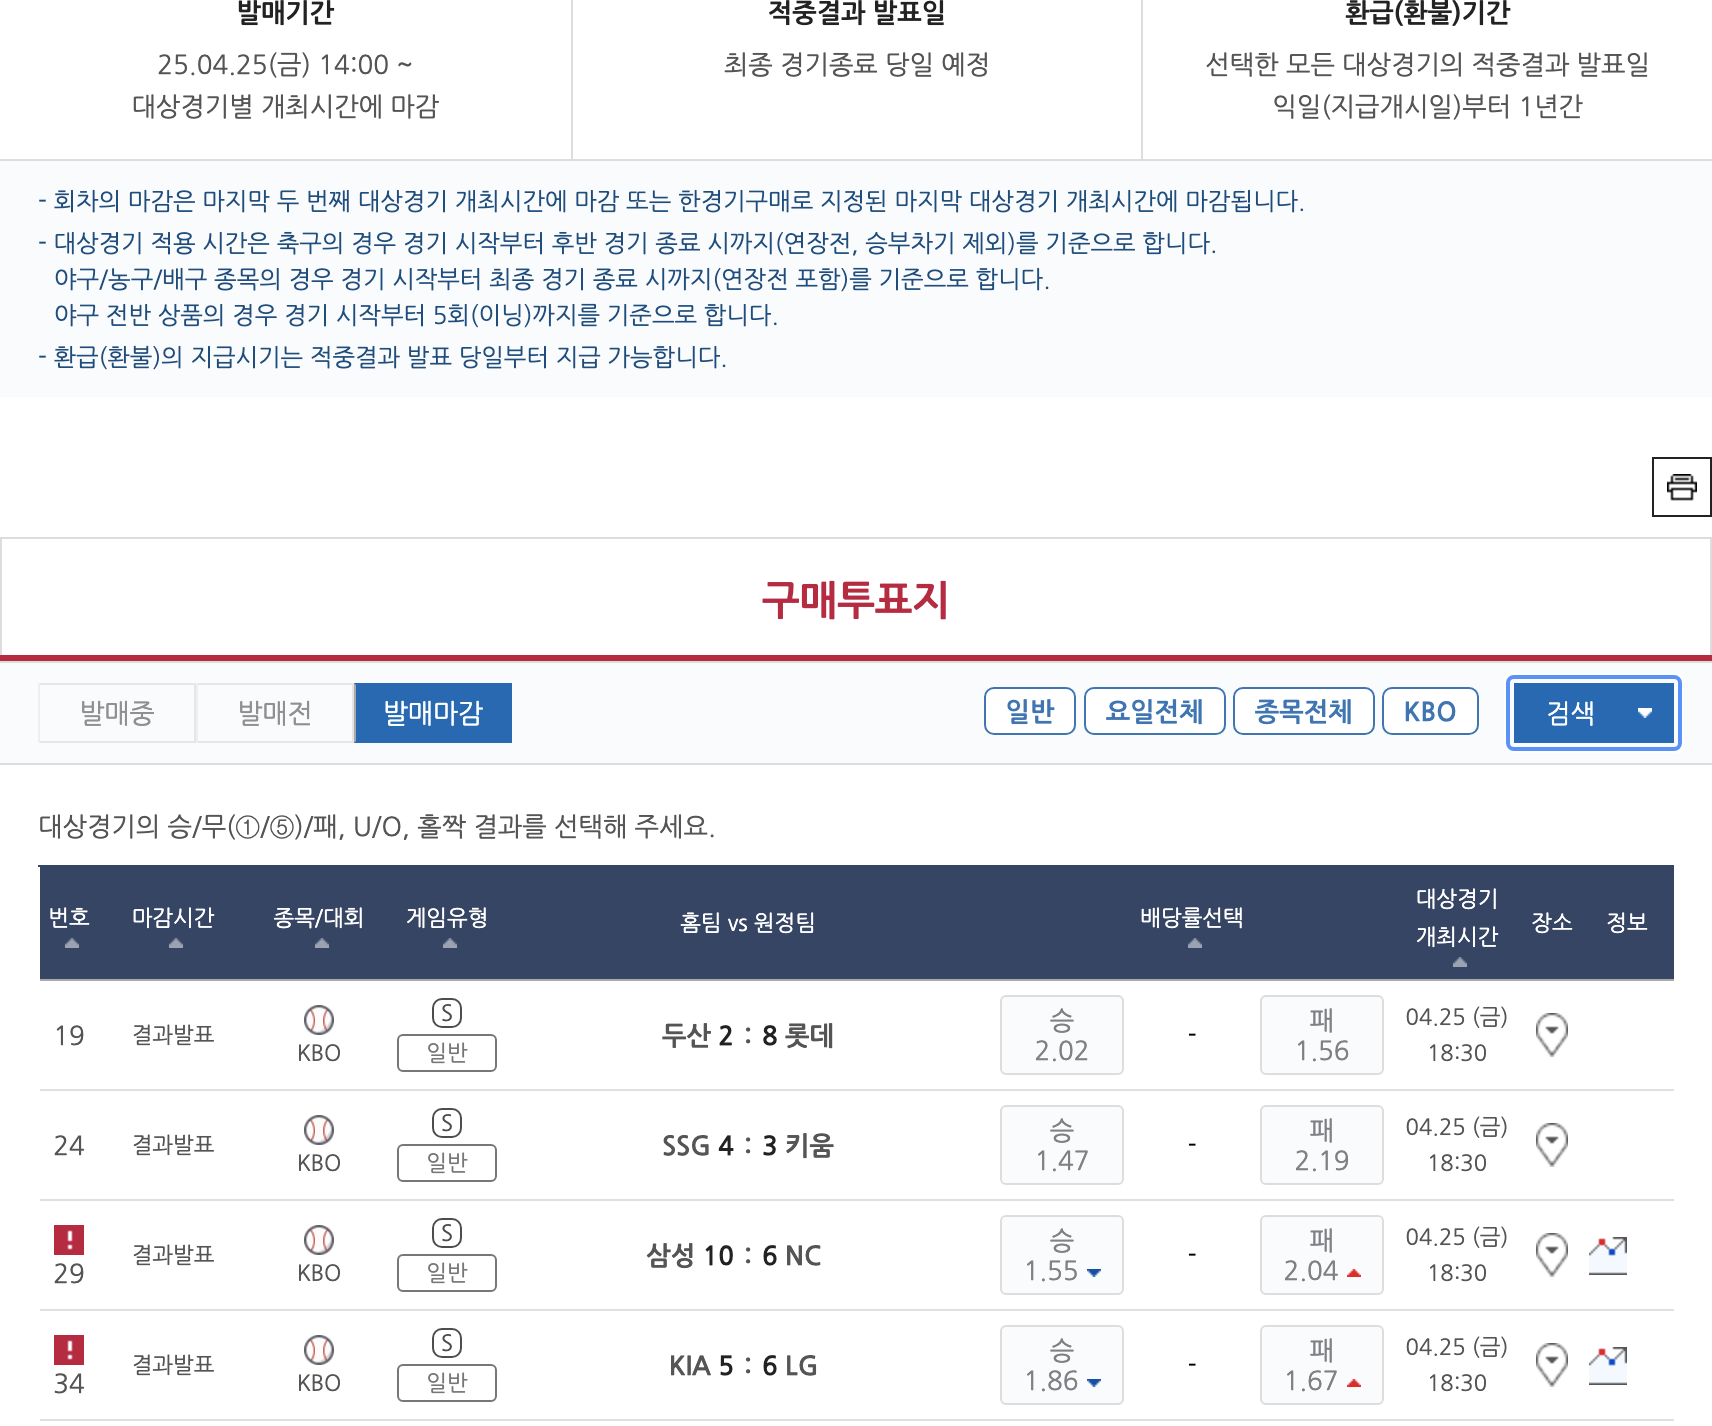 발매기간
적중결과 발표일
환급(환불)기간
25.04.25(금) 14:00 ~
대상경기별 개최시간에 마감
최종 경기종료 당일 예정
선택한 모든 대상경기의 적중결과 발표일
익일(지급개시일)부터 1년간
- 회차의 마감은 마지막 두 번째 대상경기 개최시간에 마감 또는 한경기구매로 지정된 마지막 대상경기 개최시간에 마감됩니다.
- 대상경기 적용 시간은 축구의 경우 경기 시작부터 후반 경기 종료 시까지(연장전, 승부차기 제외)를 기준으로 합니다.
야구/농구/배구 종목의 경우 경기 시작부터 최종 경기 종료 시까지(연장전 포함)를 기준으로 합니다.
야구 전반 상품의 경우 경기 시작부터 5회(이닝)까지를 기준으로 합니다.
- 환급(환불)의 지급시기는 적중결과 발표 당일부터 지급 가능합니다.
구매투표지
발매중 발매전 발매마감 일반 요일전체 종목전체 KBO 검색
대상경기의 승/무(①/⑤)/패, U/O, 홀짝 결과를 선택해 주세요.
번호 마감시간 종목/대회 게임유형 홈팀 vs 원정팀 배당률선택 대상경기 개최시간 장소 정보
19 결과발표 KBO S 일반 두산 2 : 8 롯데 승 2.02 - 패 1.56 04.25 (금) 18:30
24 결과발표 KBO S 일반 SSG 4 : 3 키움 승 1.47 - 패 2.19 04.25 (금) 18:30
! 29 결과발표 KBO S 일반 삼성 10 : 6 NC 승 1.55 - 패 2.04 04.25 (금) 18:30
! 34 결과발표 KBO S 일반 KIA 5 : 6 LG 승 1.86 - 패 1.67 04.25 (금) 18:30